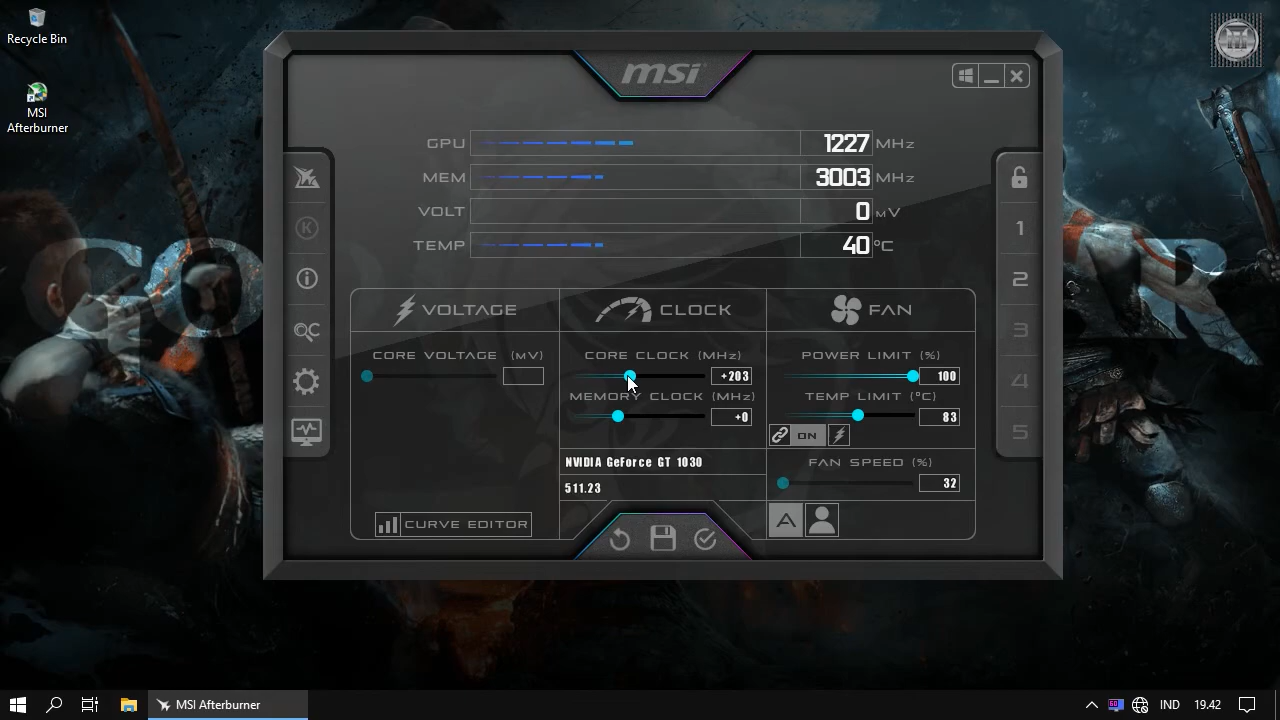 Recycle Bin
MSI
Afterburner
msi
GPU 1227 MHz
MEM 3003 MHz
VOLT 0 MV
TEMP 40 °C
K
i
OC
1
2
3
4
5
VOLTAGE
CORE VOLTAGE (MV)
CURVE EDITOR
CLOCK
CORE CLOCK (MHz)
+203
MEMORY CLOCK (MHz)
+0
NVIDIA GeForce GT 1030
511.23
FAN
POWER LIMIT (%)
100
TEMP LIMIT (°C)
83
ON
FAN SPEED (%)
32
A
MSI Afterburner
60
IND
19.42